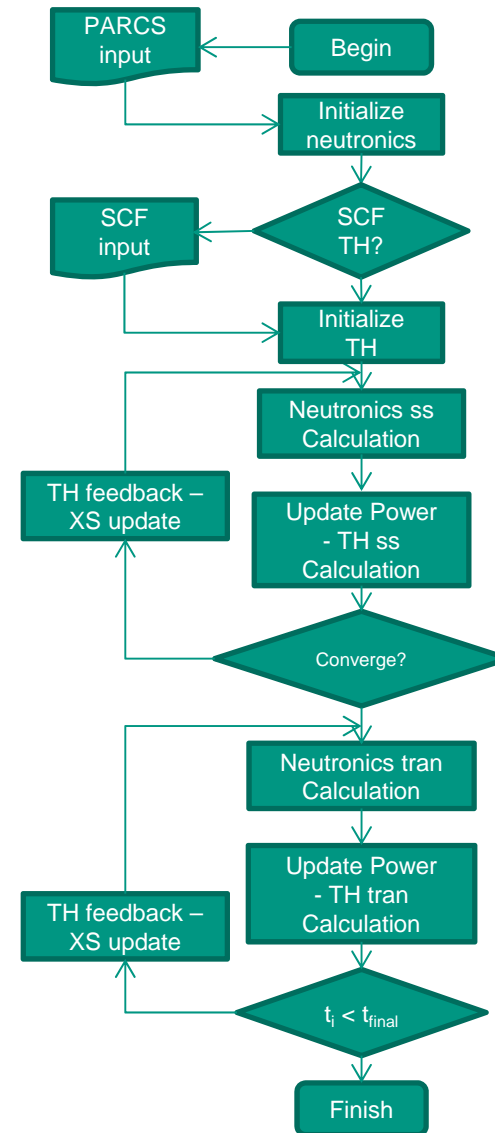 PARCS
input
Begin
Initialize
neutronics
SCF
input
SCF
TH?
Initialize
TH
Neutronics ss
Calculation
TH feedback –
XS update
Update Power
- TH ss
Calculation
Converge?
Neutronics tran
Calculation
TH feedback –
XS update
Update Power
- TH tran
Calculation
tᵢ < t_final
Finish